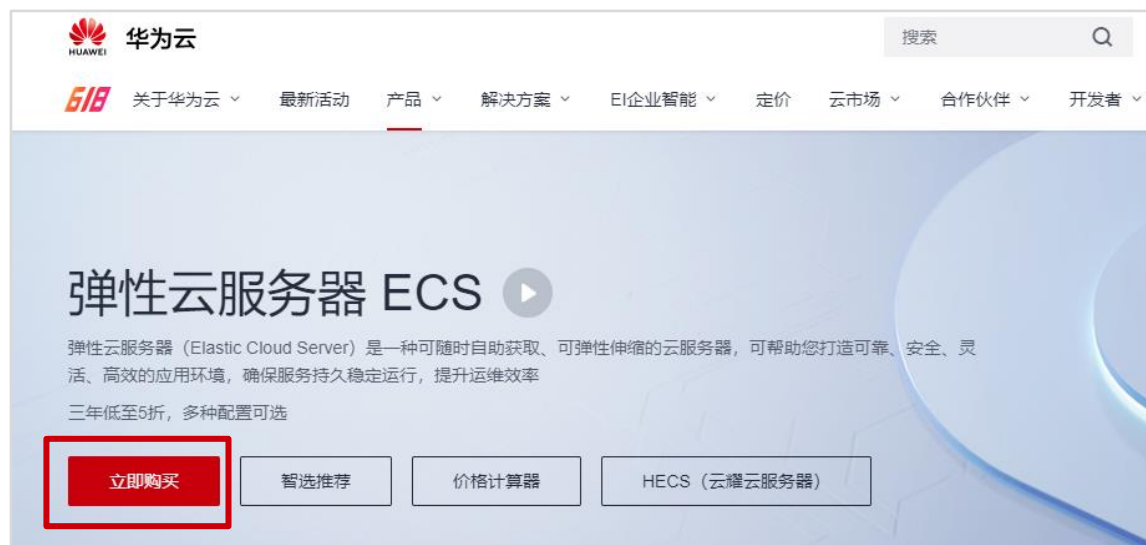 HUAWEI
华为云
搜索
618 关于华为云 最新活动 产品 解决方案 EI企业智能 定价 云市场 合作伙伴 开发者
弹性云服务器 ECS
弹性云服务器（Elastic Cloud Server）是一种可随时自助获取、可弹性伸缩的云服务器，可帮助您打造可靠、安全、灵
活、高效的应用环境，确保服务持久稳定运行，提升运维效率
三年低至5折，多种配置可选
立即购买 智选推荐 价格计算器 HECS（云耀云服务器）